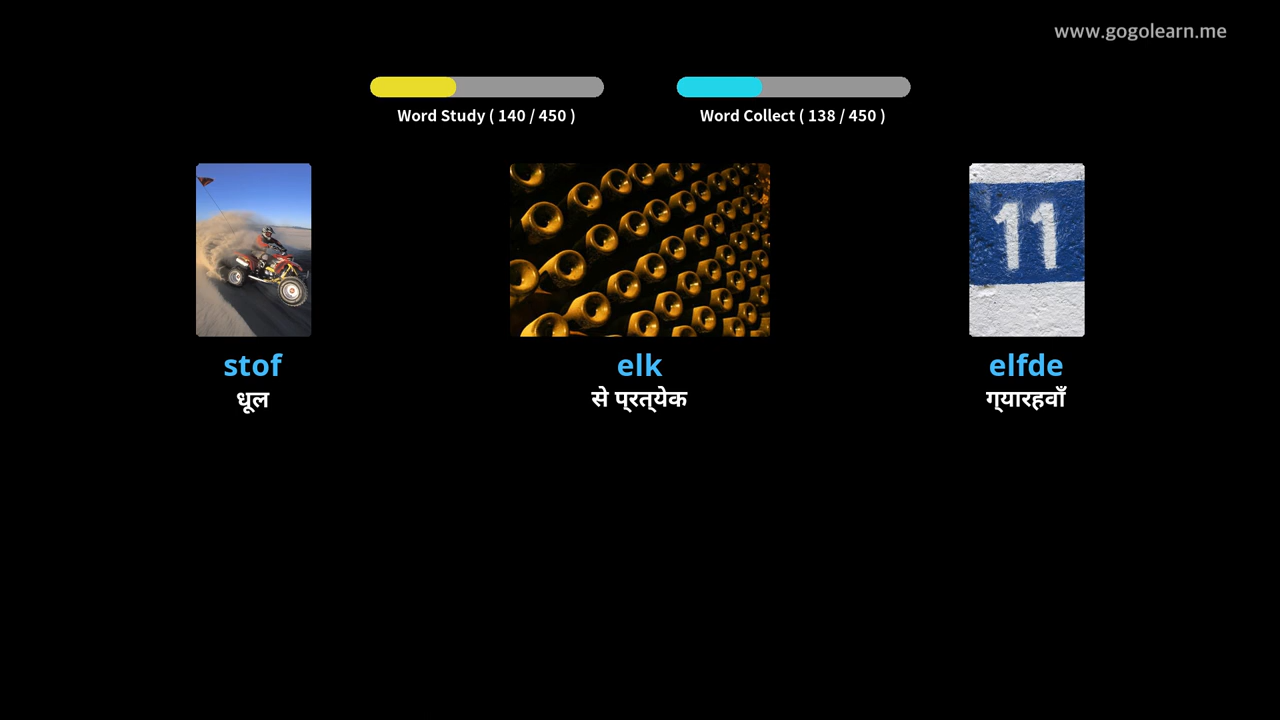 www.gogolearn.me
Word Study ( 140 / 450 )
Word Collect ( 138 / 450 )
11
stof
elk
elfde
धूल
से प्रत्येक
ग्यारहवाँ